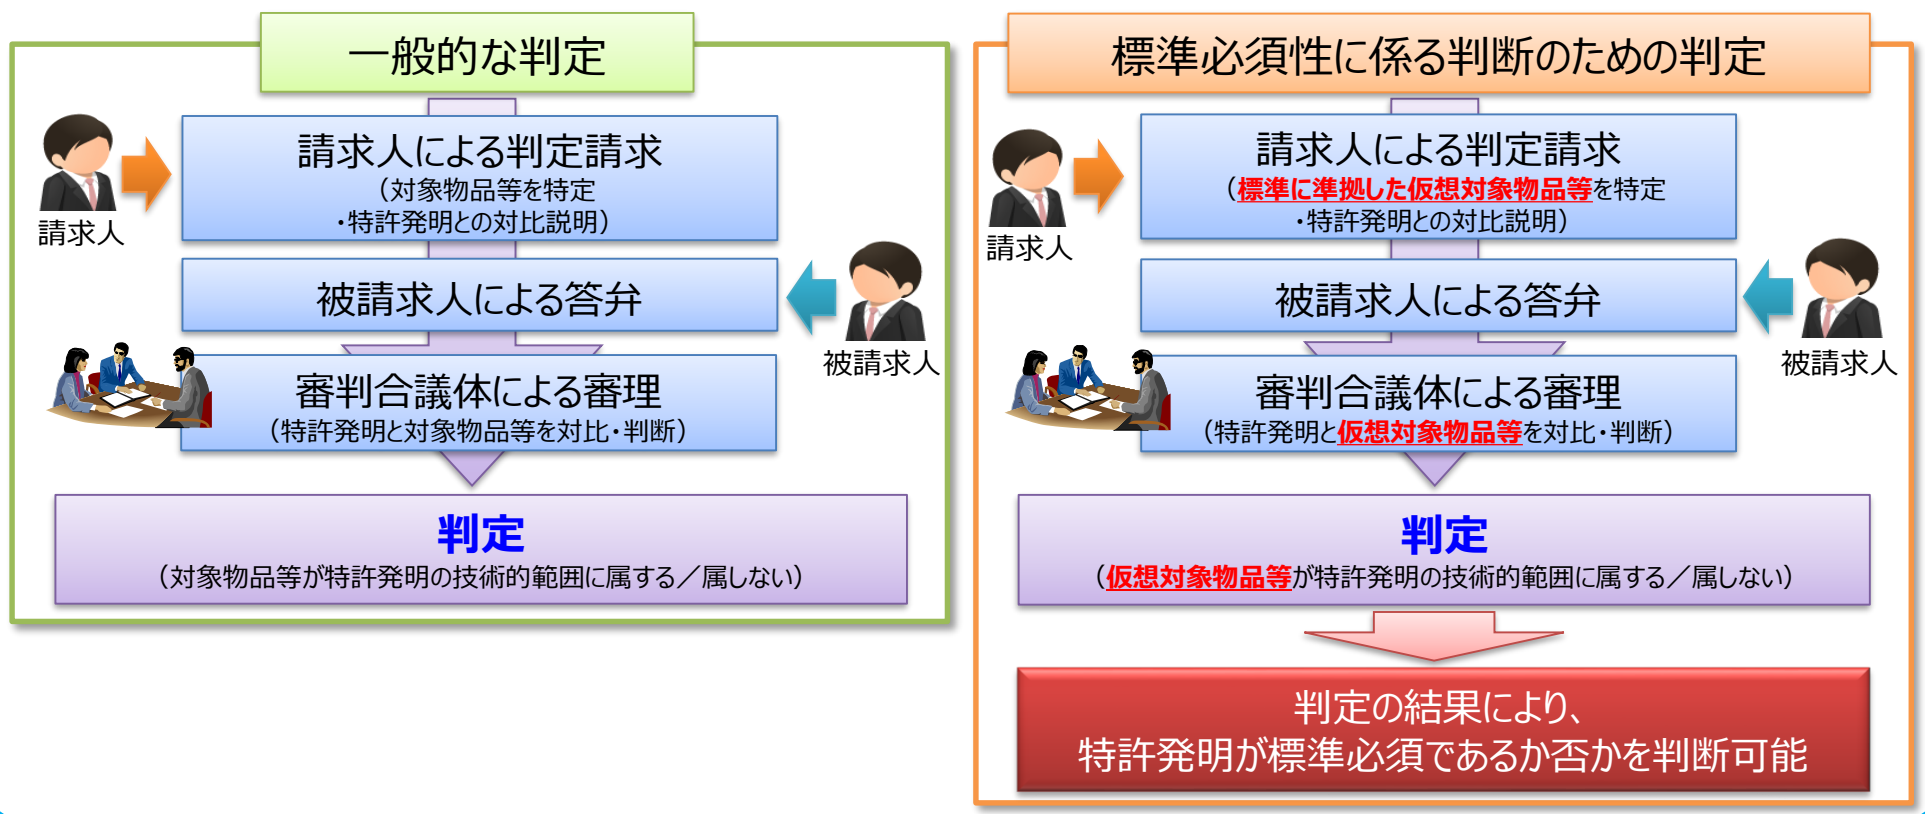 一般的な判定
請求人による判定請求
（対象物品等を特定
・特許発明との対比説明）
請求人
被請求人による答弁
被請求人
審判合議体による審理
（特許発明と対象物品等を対比・判断）
判定
（対象物品等が特許発明の技術的範囲に属する／属しない）
標準必須性に係る判断のための判定
請求人による判定請求
（標準に準拠した仮想対象物品等を特定
・特許発明との対比説明）
請求人
被請求人による答弁
被請求人
審判合議体による審理
（特許発明と仮想対象物品等を対比・判断）
判定
（仮想対象物品等が特許発明の技術的範囲に属する／属しない）
判定の結果により、
特許発明が標準必須であるか否かを判断可能